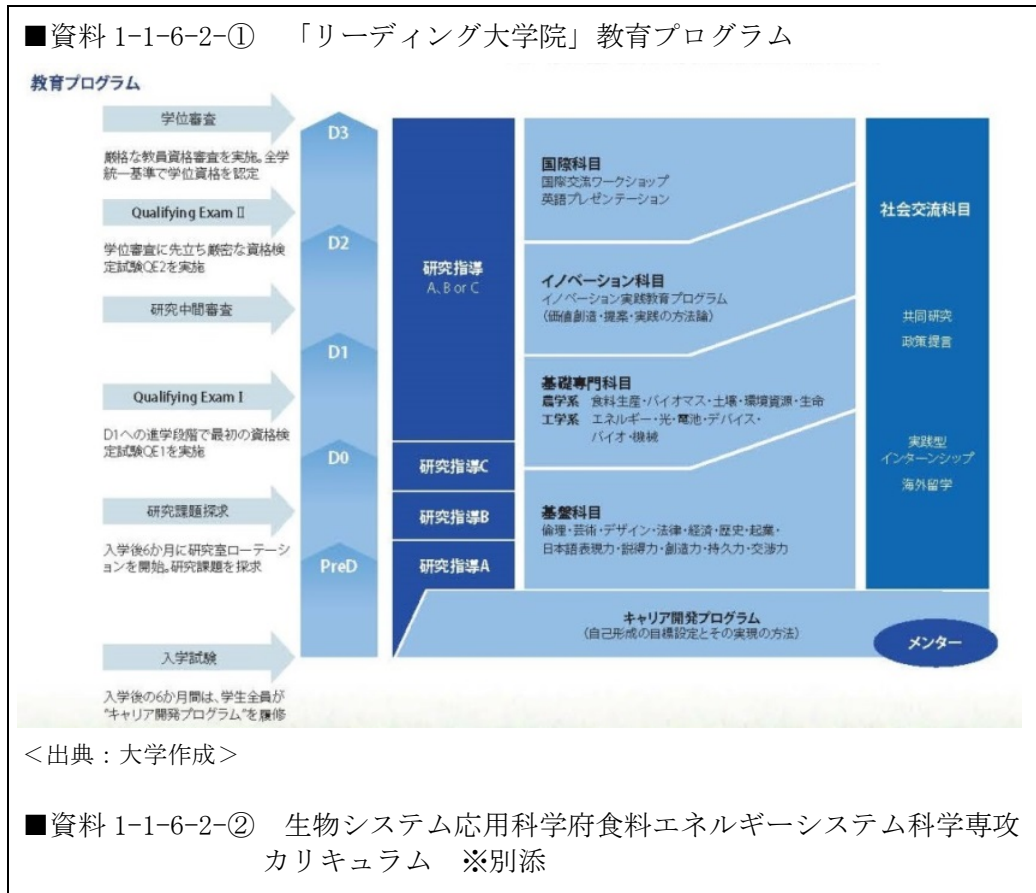 ■資料 1-1-6-2-① 「リーディング大学院」教育プログラム
教育プログラム
学位審査
厳格な教員資格審査を実施。全学
統一基準で学位資格を認定
Qualifying Exam Ⅱ
学位審査に先立ち厳密な資格検
定試験QE2を実施
研究中間審査
Qualifying Exam Ⅰ
D1への進学段階で最初の資格検
定試験QE1を実施
研究課題探求
入学後6か月に研究室ローテーシ
ョンを開始。研究課題を探求
入学試験
入学後の6か月間は、学生全員が
"キャリア開発プログラム"を履修
D3
D2
D1
D0
PreD
研究指導
A、B or C
研究指導C
研究指導B
研究指導A
国際科目
国際交流ワークショップ
英語プレゼンテーション
イノベーション科目
イノベーション実践教育プログラム
(価値創造・提案・実践の方法論)
基礎専門科目
農学系 食料生産・バイオマス・土壌・環境資源・生命
工学系 エネルギー・光・電池・デバイス・
バイオ・機械
基盤科目
倫理・芸術・デザイン・法律・経済・歴史・起業・
日本語表現力・説得力・創造力・持久力・交渉力
キャリア開発プログラム
(自己形成の目標設定とその実現の方法)
社会交流科目
共同研究
政策提言
実践型
インターンシップ
海外留学
メンター
<出典:大学作成>
■資料 1-1-6-2-② 生物システム応用科学府食料エネルギーシステム科学専攻
カリキュラム ※別添